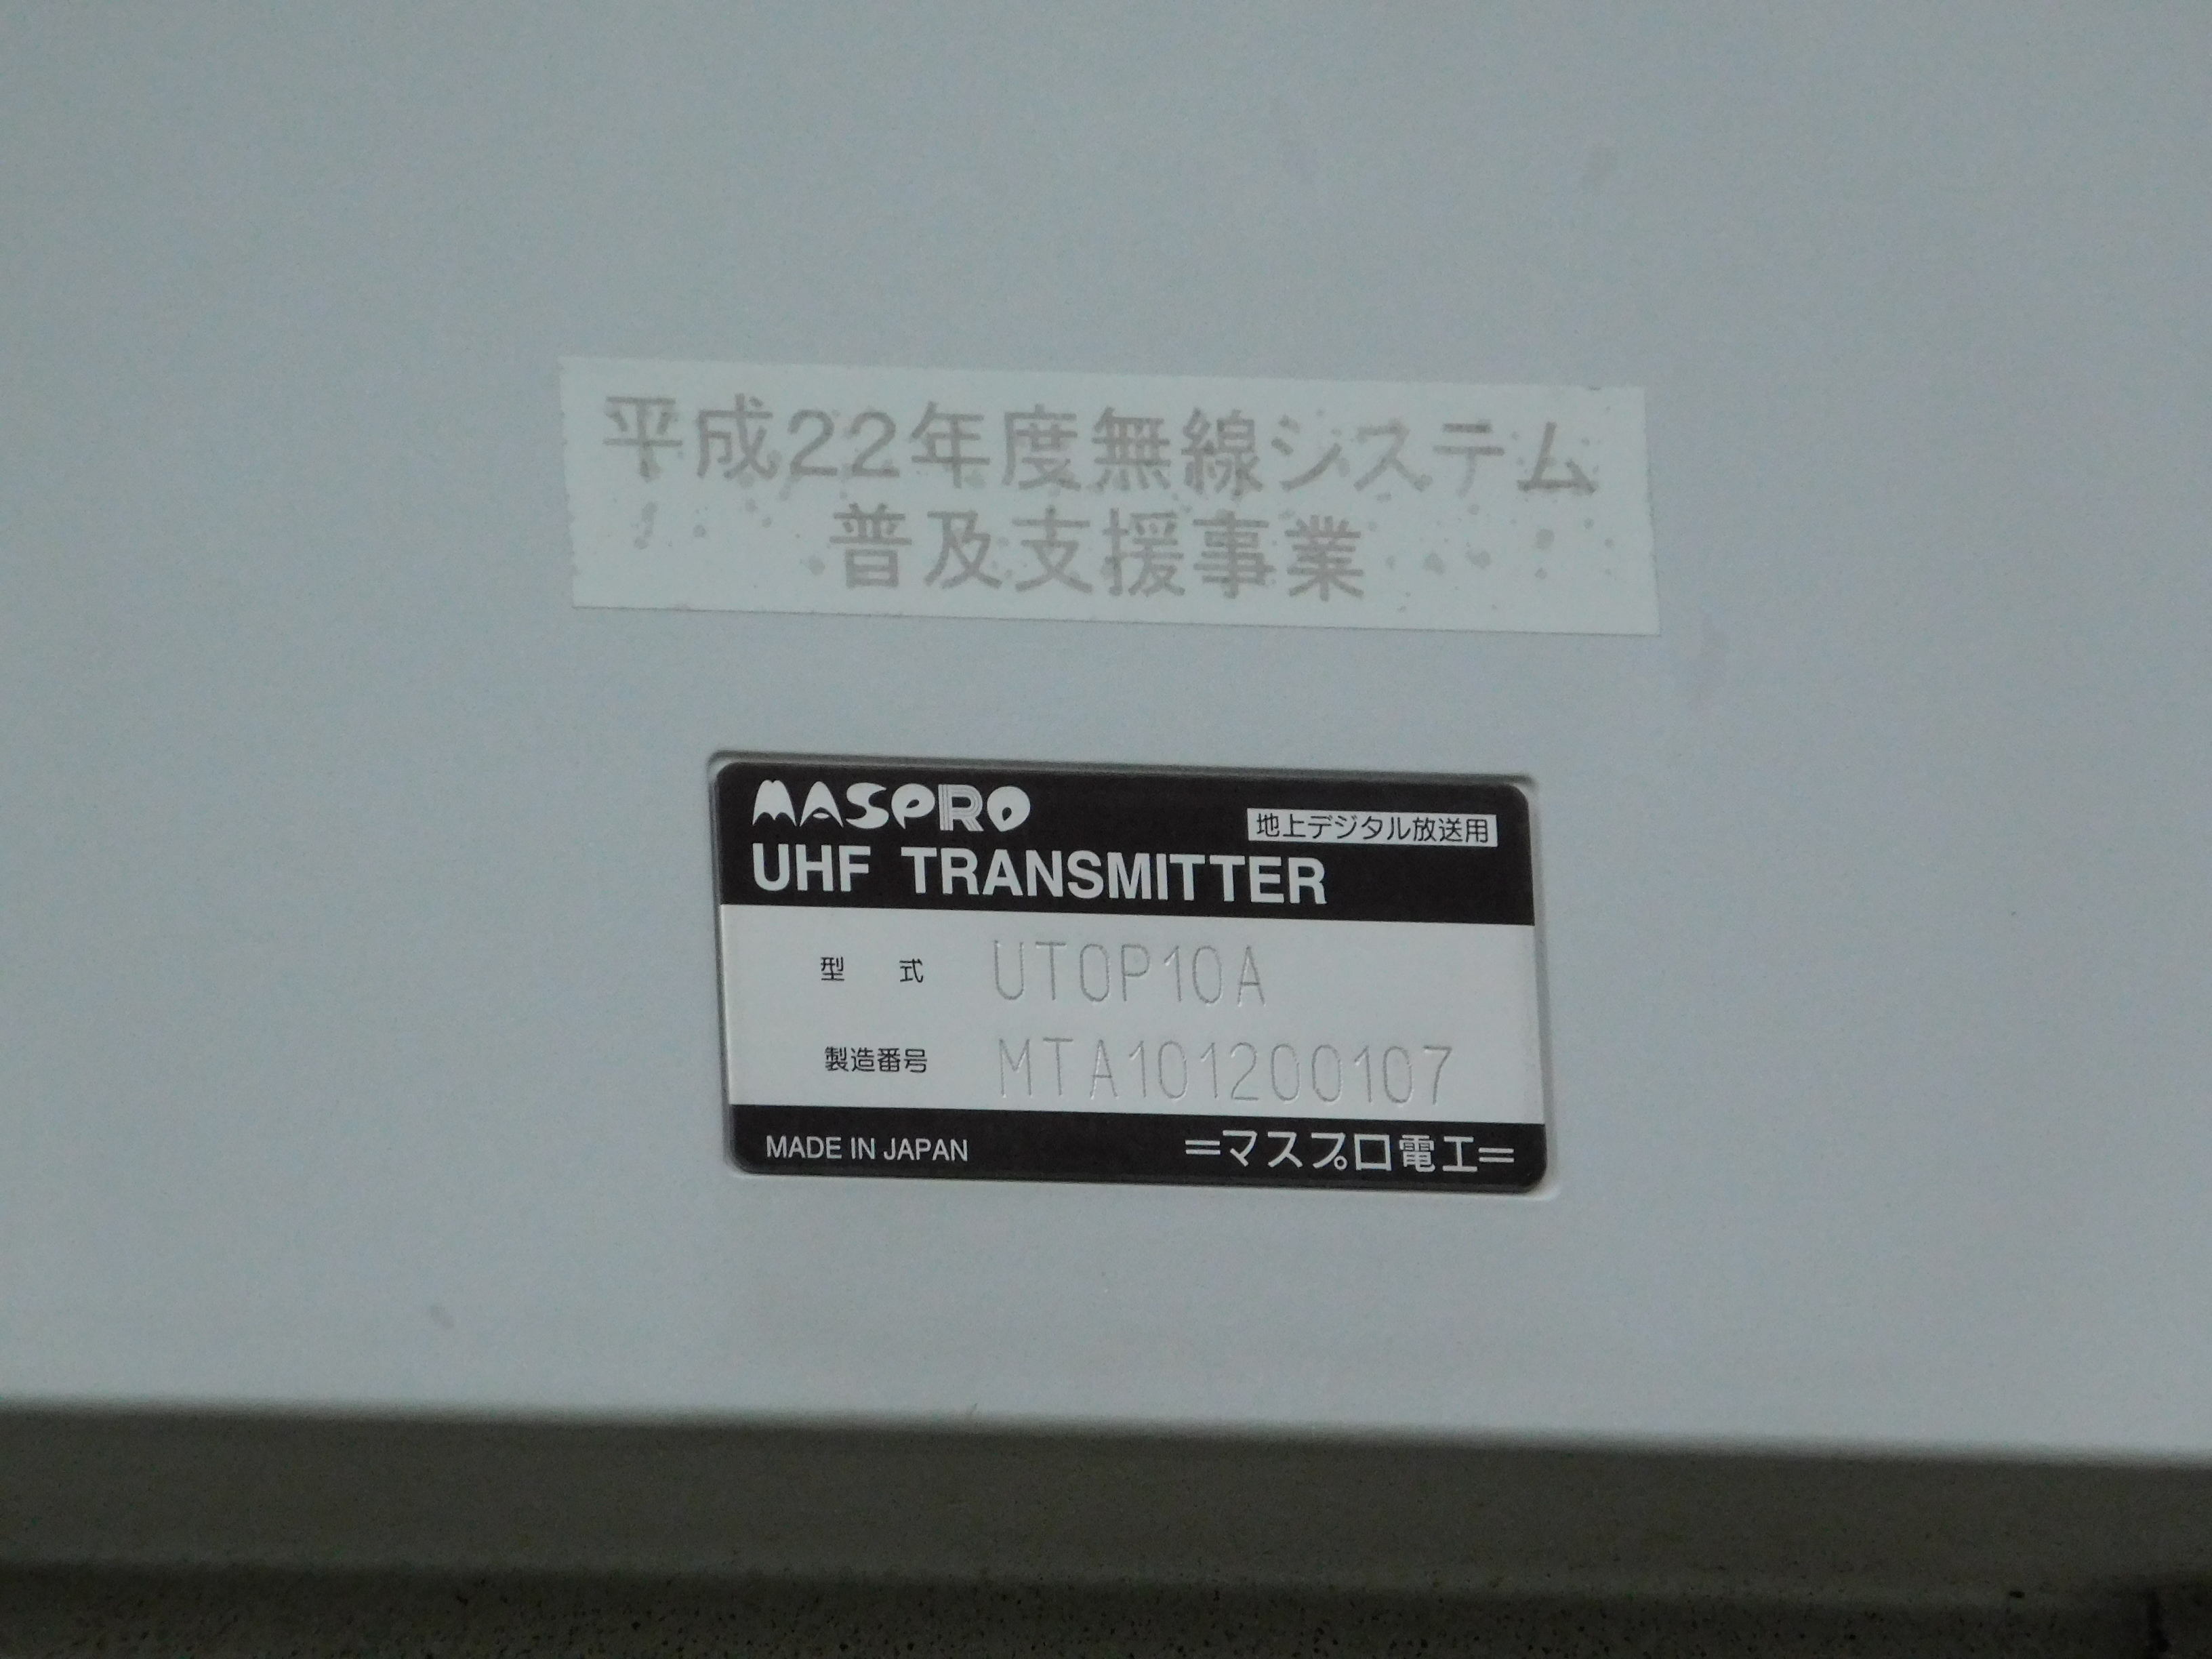 平成22年度無線システム
普及支援事業
MASPRO
地上デジタル放送用
UHF TRANSMITTER
型 式 UTOP10A
製造番号 MTA101200107
MADE IN JAPAN =マスプロ電工=